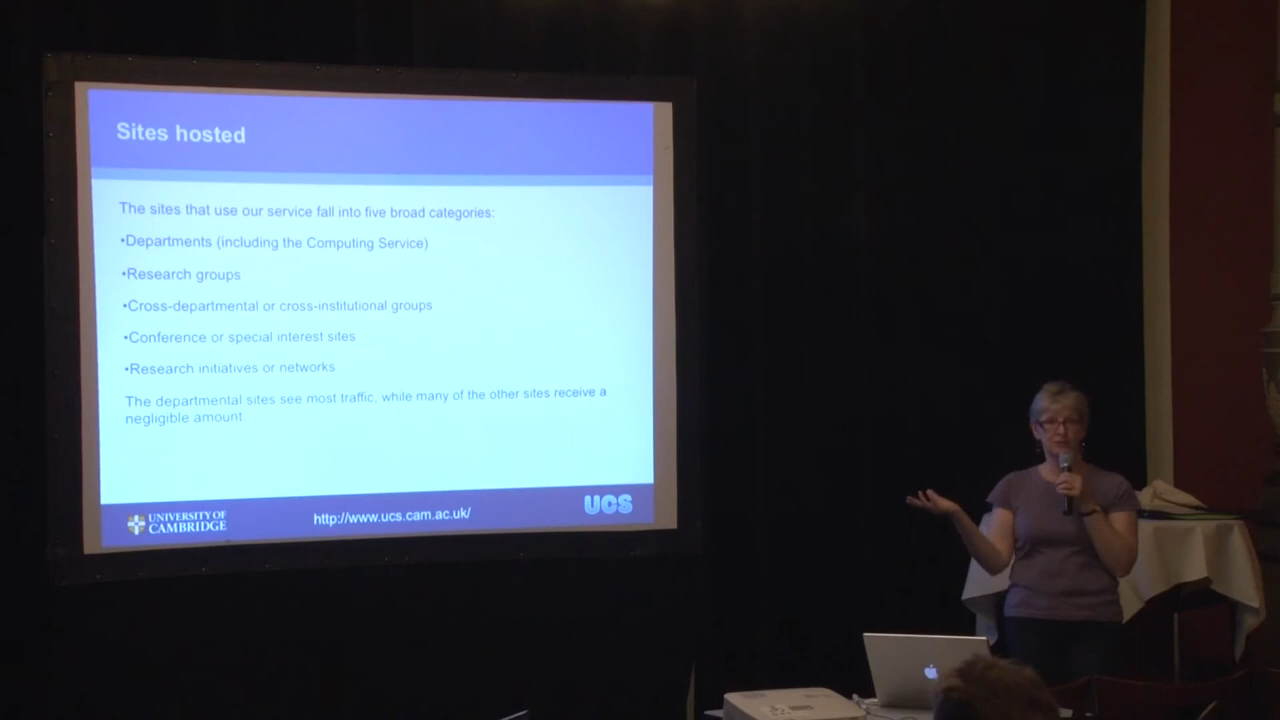 Sites hosted
The sites that use our service fall into five broad categories:
•Departments (including the Computing Service)
•Research groups
•Cross-departmental or cross-institutional groups
•Conference or special interest sites
•Research initiatives or networks
The departmental sites see most traffic, while many of the other sites receive a
negligible amount
UNIVERSITY OF
CAMBRIDGE
http://www.ucs.cam.ac.uk/
UCS